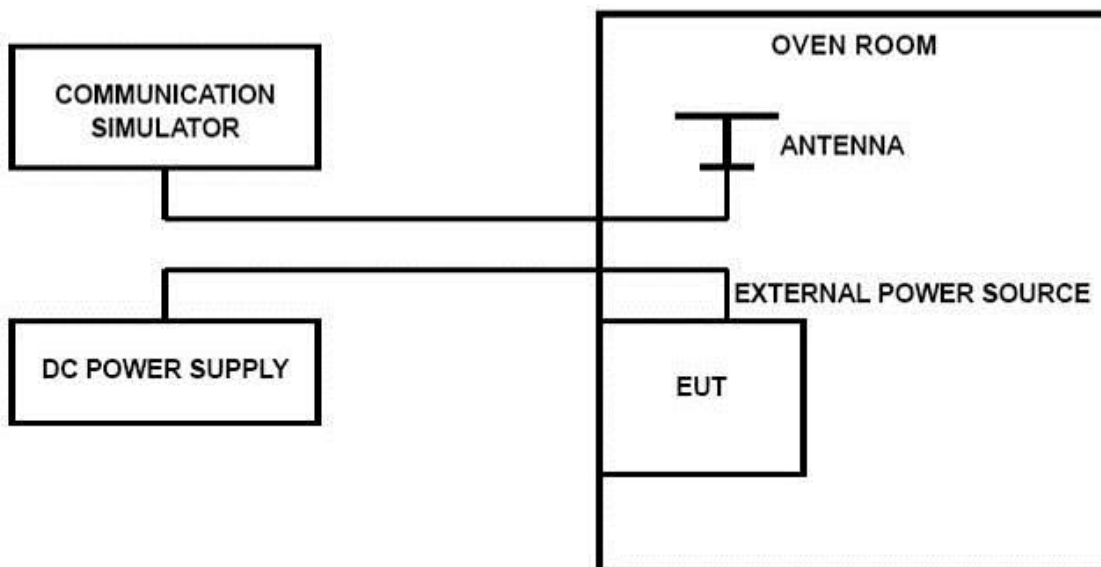 OVEN ROOM
COMMUNICATION
SIMULATOR
ANTENNA
EXTERNAL POWER SOURCE
DC POWER SUPPLY
EUT